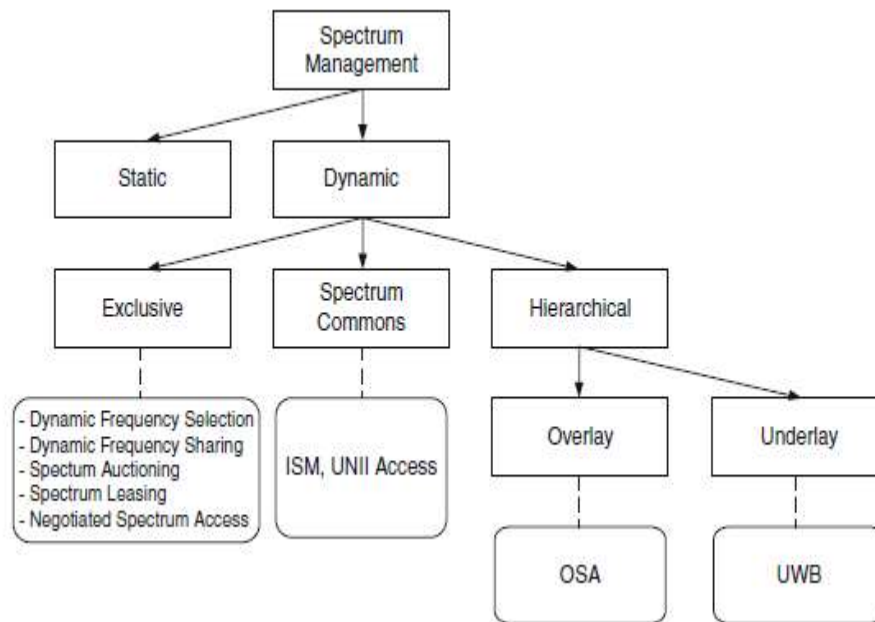 Spectrum
Management
Static
Dynamic
Exclusive
Spectrum
Commons
Hierarchical
- Dynamic Frequency Selection
- Dynamic Frequency Sharing
- Spectum Auctioning
- Spectrum Leasing
- Negotiated Spectrum Access
ISM, UNII Access
Overlay
Underlay
OSA
UWB